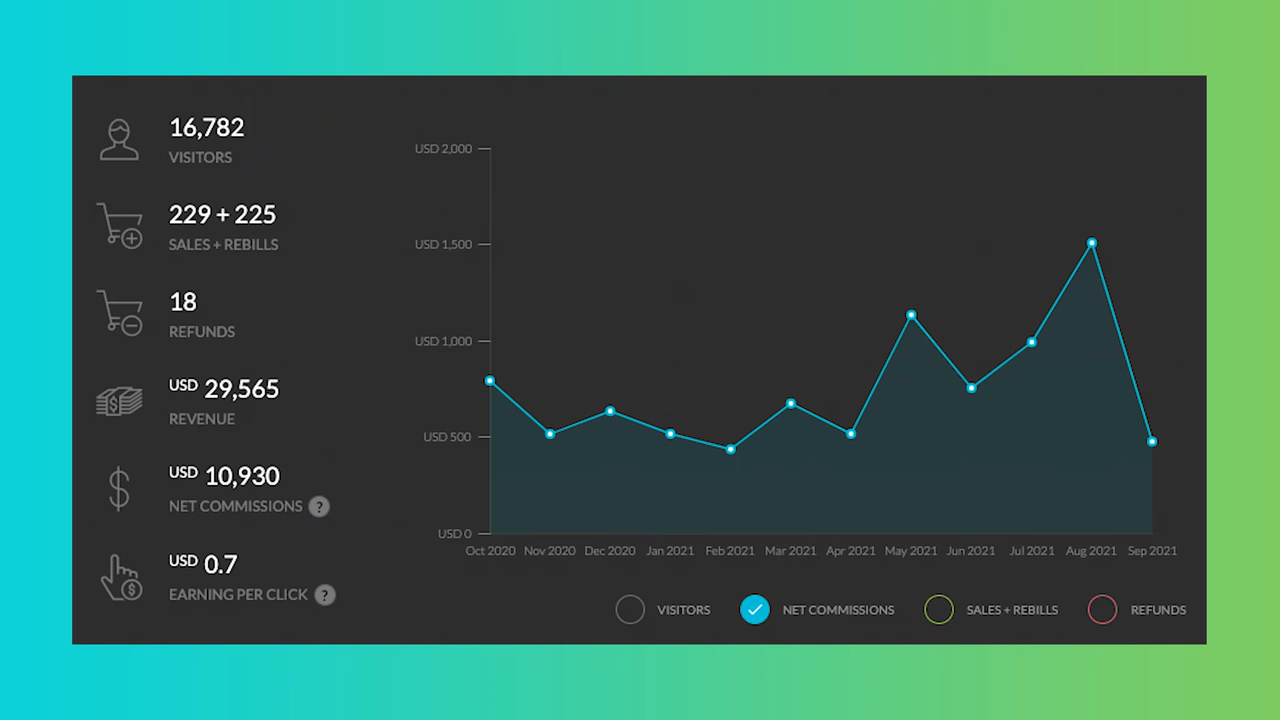 16,782
VISITORS
229 + 225
SALES + REBILLS
18
REFUNDS
USD 29,565
REVENUE
USD 10,930
NET COMMISSIONS ?
USD 0.7
EARNING PER CLICK ?
USD 2,000
USD 1,500
USD 1,000
USD 500
USD 0
Oct 2020 Nov 2020 Dec 2020 Jan 2021 Feb 2021 Mar 2021 Apr 2021 May 2021 Jun 2021 Jul 2021 Aug 2021 Sep 2021
VISITORS NET COMMISSIONS SALES + REBILLS REFUNDS